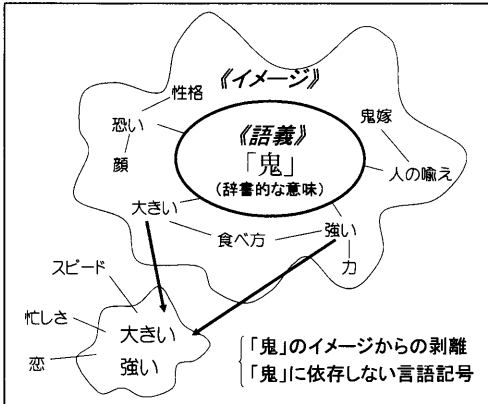 《イメージ》
性格
恐い
顔
《語義》
「鬼」
(辞書的な意味)
鬼嫁
人の喩え
大きい
食べ方
強い
力
スピード
忙しさ
恋
大きい
強い
「鬼」のイメージからの剥離
「鬼」に依存しない言語記号